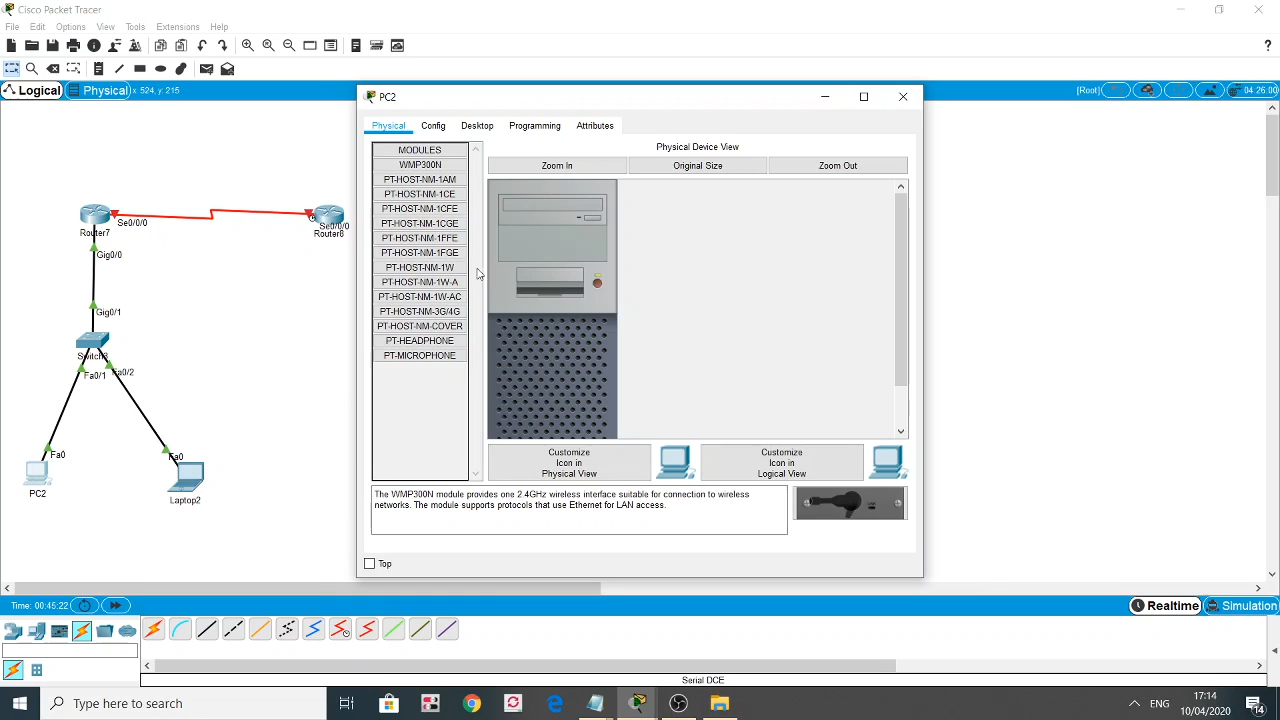 Cisco Packet Tracer
File Edit Options View Tools Extensions Help
?
Logical Physical x: 524, y: 215 [Root] 04:26:00
PC2
Physical Config Desktop Programming Attributes
MODULES
WMP300N
PT-HOST-NM-1AM
PT-HOST-NM-1CE
PT-HOST-NM-1CFE
PT-HOST-NM-1CGE
PT-HOST-NM-1FFE
PT-HOST-NM-1FGE
PT-HOST-NM-1W
PT-HOST-NM-1W-A
PT-HOST-NM-1W-AC
PT-HOST-NM-3G/4G
PT-HOST-NM-COVER
PT-HEADPHONE
PT-MICROPHONE
Physical Device View
Zoom In Original Size Zoom Out
Customize
Icon in
Physical View
Customize
Icon in
Logical View
The WMP300N module provides one 2.4GHz wireless interface suitable for connection to wireless
networks. The module supports protocols that use Ethernet for LAN access.
Top
Se0/0/0
Router7
Se0/0/0
Router8
Gig0/0
Gig0/1
Switch3
Fa0/1
Fa0/2
Fa0
PC2
Fa0
Laptop2
Time: 00:45:22 Realtime Simulation
Serial DCE
Type here to search
ENG
17:14
10/04/2020
14